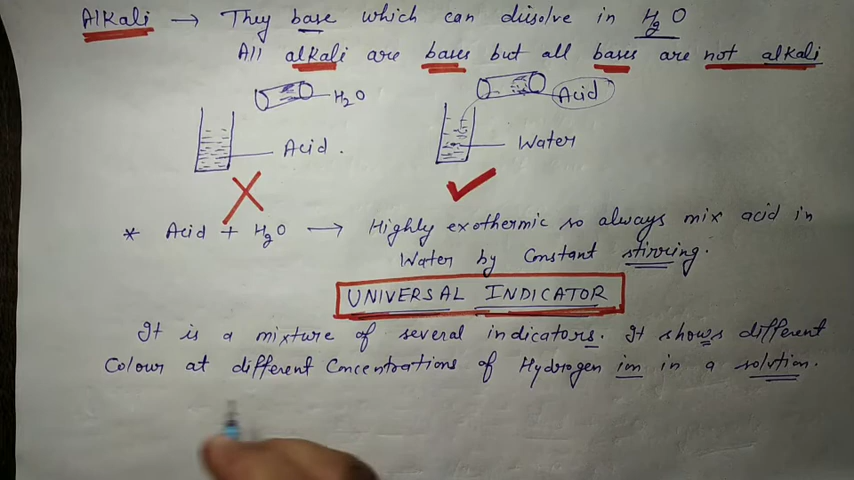 Alkali → They base which can dissolve in H₂O
All alkali are bases but all bases are not alkali
H₂O
Acid
Acid.
Water
* Acid + H₂O → Highly exothermic so always mix acid in
Water by Constant stirring.
UNIVERSAL INDICATOR
It is a mixture of several indicators. It shows different
Colour at different Concentrations of Hydrogen ion in a solution.